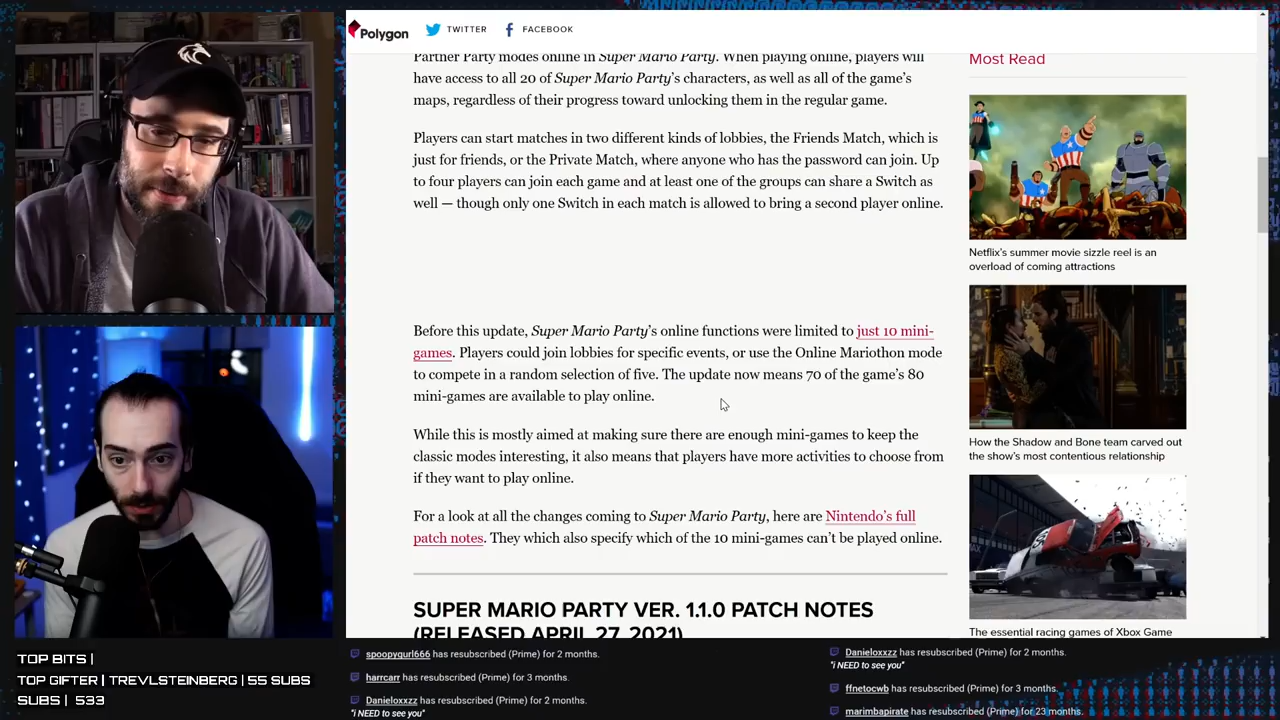 Polygon
TWITTER
FACEBOOK
Partner Party modes online in Super Mario Party. When playing online, players will
have access to all 20 of Super Mario Party's characters, as well as all of the game's
maps, regardless of their progress toward unlocking them in the regular game.
Players can start matches in two different kinds of lobbies, the Friends Match, which is
just for friends, or the Private Match, where anyone who has the password can join. Up
to four players can join each game and at least one of the groups can share a Switch as
well — though only one Switch in each match is allowed to bring a second player online.
Before this update, Super Mario Party's online functions were limited to just 10 mini-
games. Players could join lobbies for specific events, or use the Online Mariothon mode
to compete in a random selection of five. The update now means 70 of the game's 80
mini-games are available to play online.
While this is mostly aimed at making sure there are enough mini-games to keep the
classic modes interesting, it also means that players have more activities to choose from
if they want to play online.
For a look at all the changes coming to Super Mario Party, here are Nintendo's full
patch notes. They which also specify which of the 10 mini-games can't be played online.
SUPER MARIO PARTY VER. 1.1.0 PATCH NOTES
(RELEASED APRIL 27, 2021)
Most Read
Netflix's summer movie sizzle reel is an
overload of coming attractions
How the Shadow and Bone team carved out
the show's most contentious relationship
The essential racing games of Xbox Game
TOP BITS |
TOP GIFTER | TREVLSTEINBERG | 55 SUBS
SUBS | 533
spoopygurl666 has resubscribed (Prime) for 2 months.
harrcarr has resubscribed (Prime) for 3 months.
Danieloxxzz has resubscribed (Prime) for 2 months.
"i NEED to see you"
Danieloxxzz has resubscribed (Prime) for 2 months.
"i NEED to see you"
ffnetocwb has resubscribed (Prime) for 3 months.
marimbapirate has resubscribed (Prime) for 23 months.